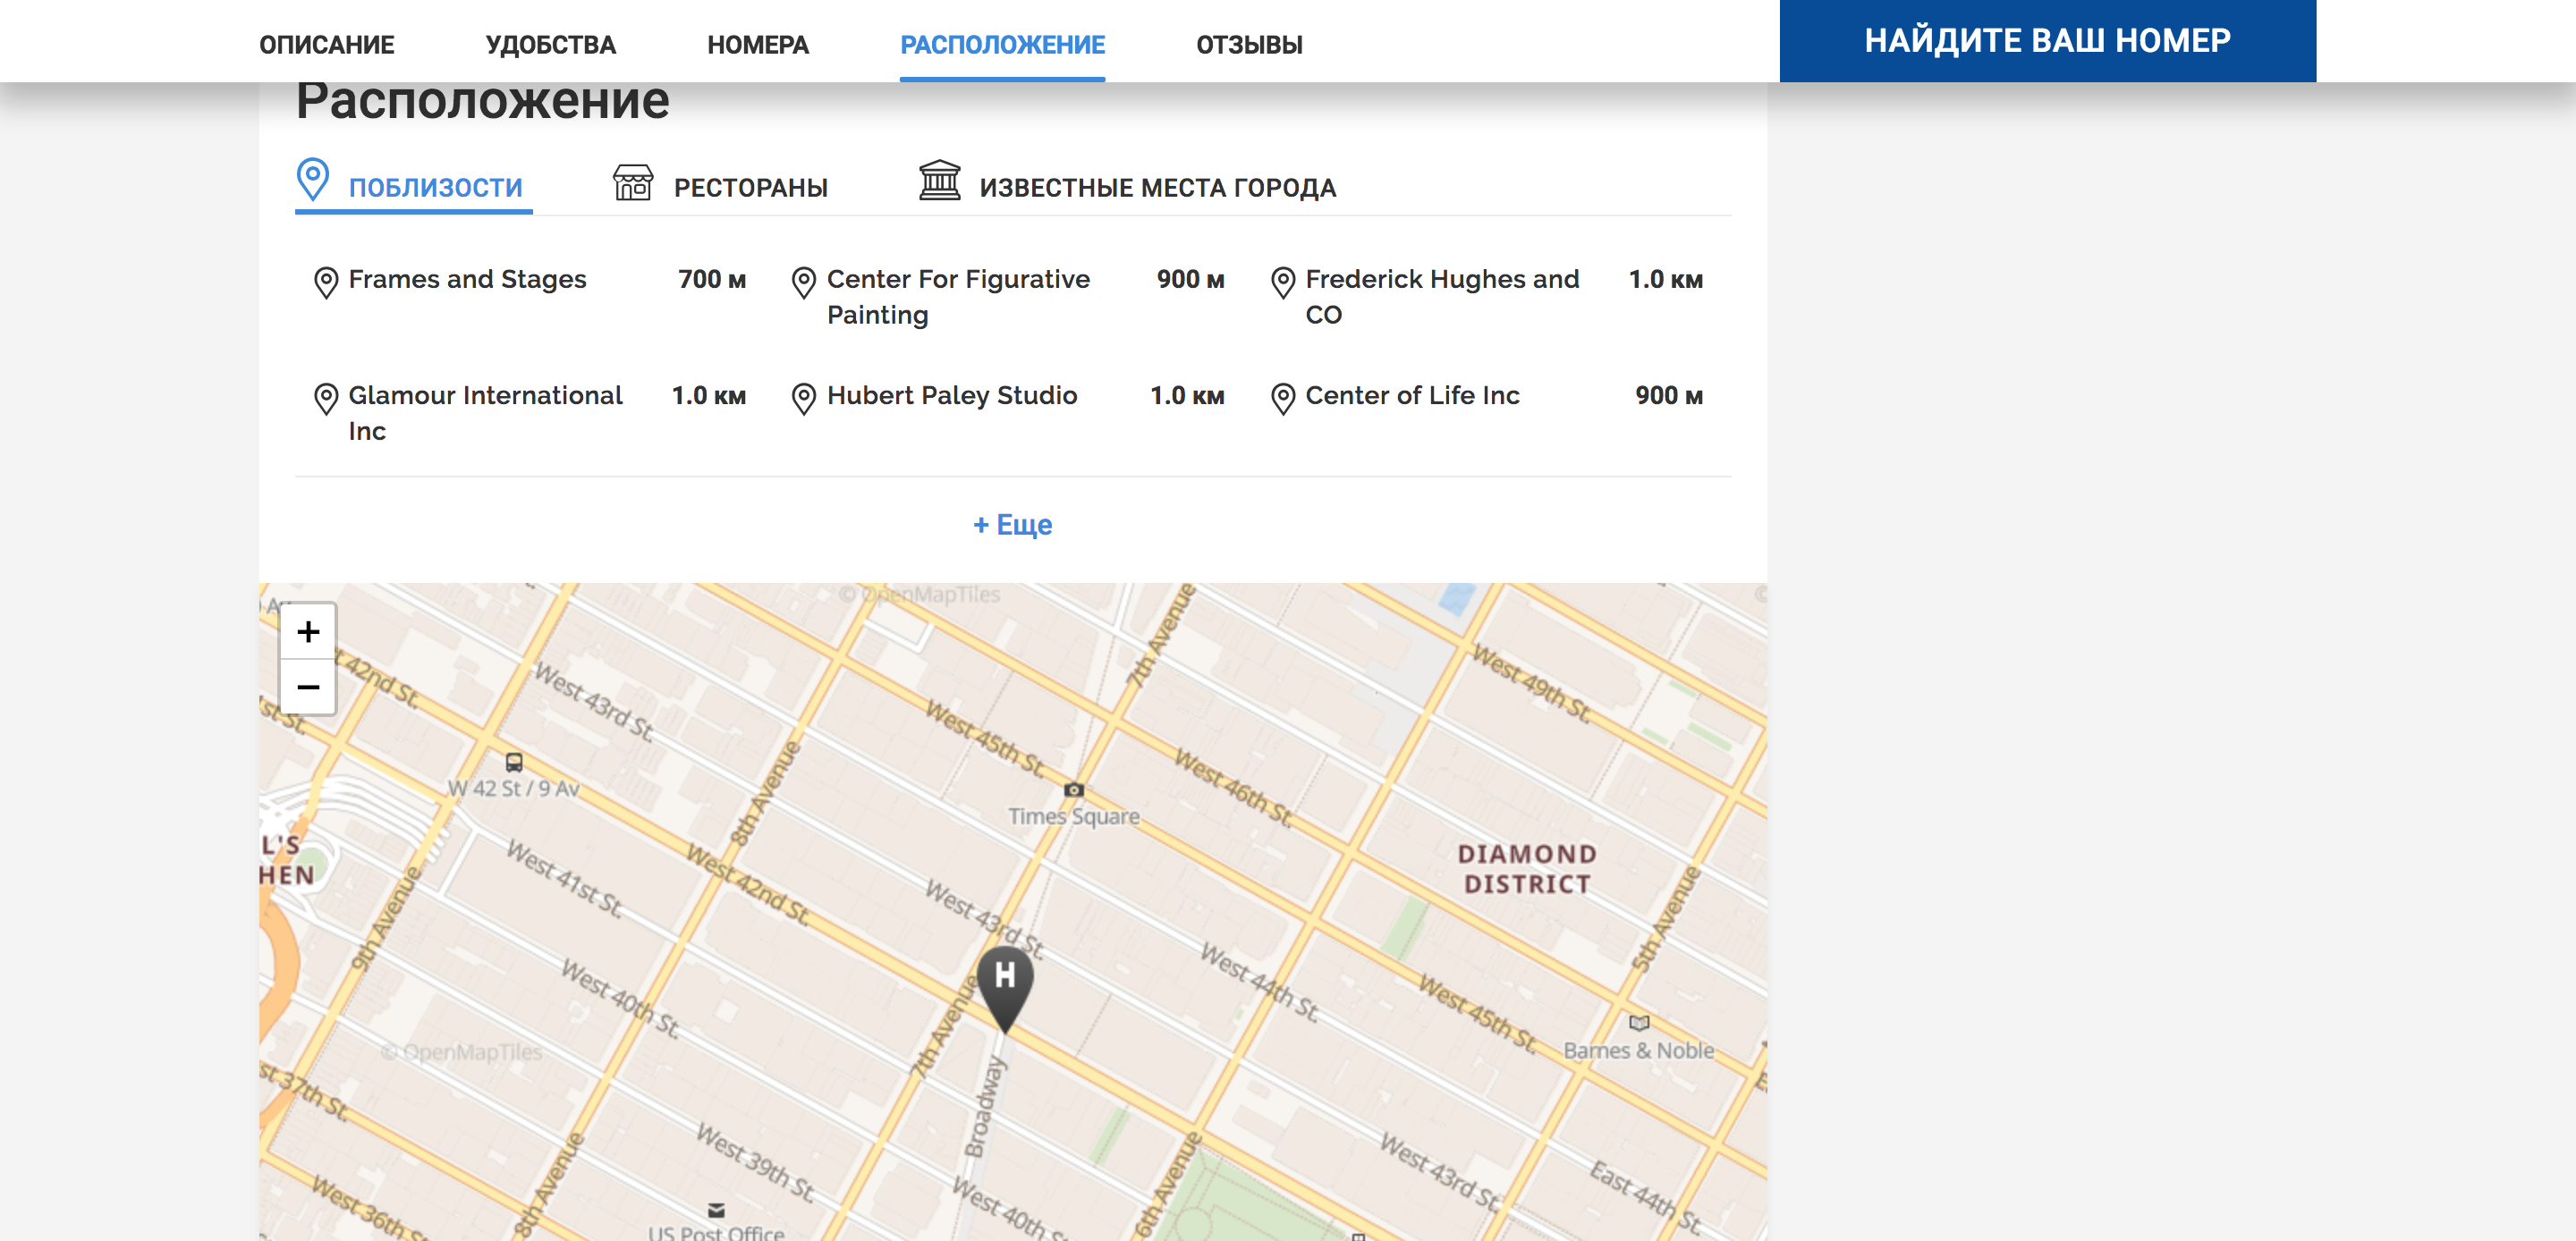 ОПИСАНИЕ
УДОБСТВА
НОМЕРА
РАСПОЛОЖЕНИЕ
ОТЗЫВЫ
НАЙДИТЕ ВАШ НОМЕР
Расположение
ПОБЛИЗОСТИ
РЕСТОРАНЫ
ИЗВЕСТНЫЕ МЕСТА ГОРОДА
Frames and Stages
700 м
Center For Figurative
Painting
900 м
Frederick Hughes and
CO
1.0 км
Glamour International
Inc
1.0 км
Hubert Paley Studio
1.0 км
Center of Life Inc
900 м
+ Еще
© OpenMapTiles
+
−
42nd St.
West 43rd St.
7th Avenue
West 49th St.
West 45th St.
West 46th St.
W 42 St / 9 Av
8th Avenue
Times Square
L'S
HEN
DIAMOND
DISTRICT
West 41st St.
West 42nd St.
9th Avenue
West 43rd St.
5th Avenue
West 44th St.
West 45th St.
H
West 40th St.
7th Avenue
Barnes & Noble
© OpenMapTiles
st 37th St.
Broadway
West 39th St.
8th Avenue
6th Avenue
West 43rd St.
East 44th St.
West 36th St.
West 40th St.
US Post Office